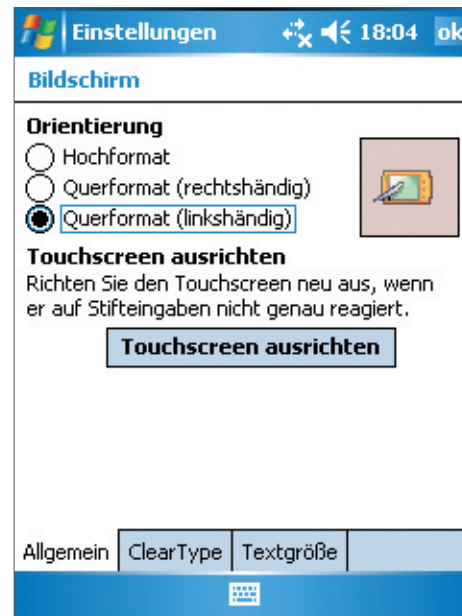 Einstellungen 18:04 ok
Bildschirm
Orientierung
Hochformat
Querformat (rechtshändig)
Querformat (linkshändig)
Touchscreen ausrichten
Richten Sie den Touchscreen neu aus, wenn
er auf Stifteingaben nicht genau reagiert.
Touchscreen ausrichten
Allgemein ClearType Textgröße